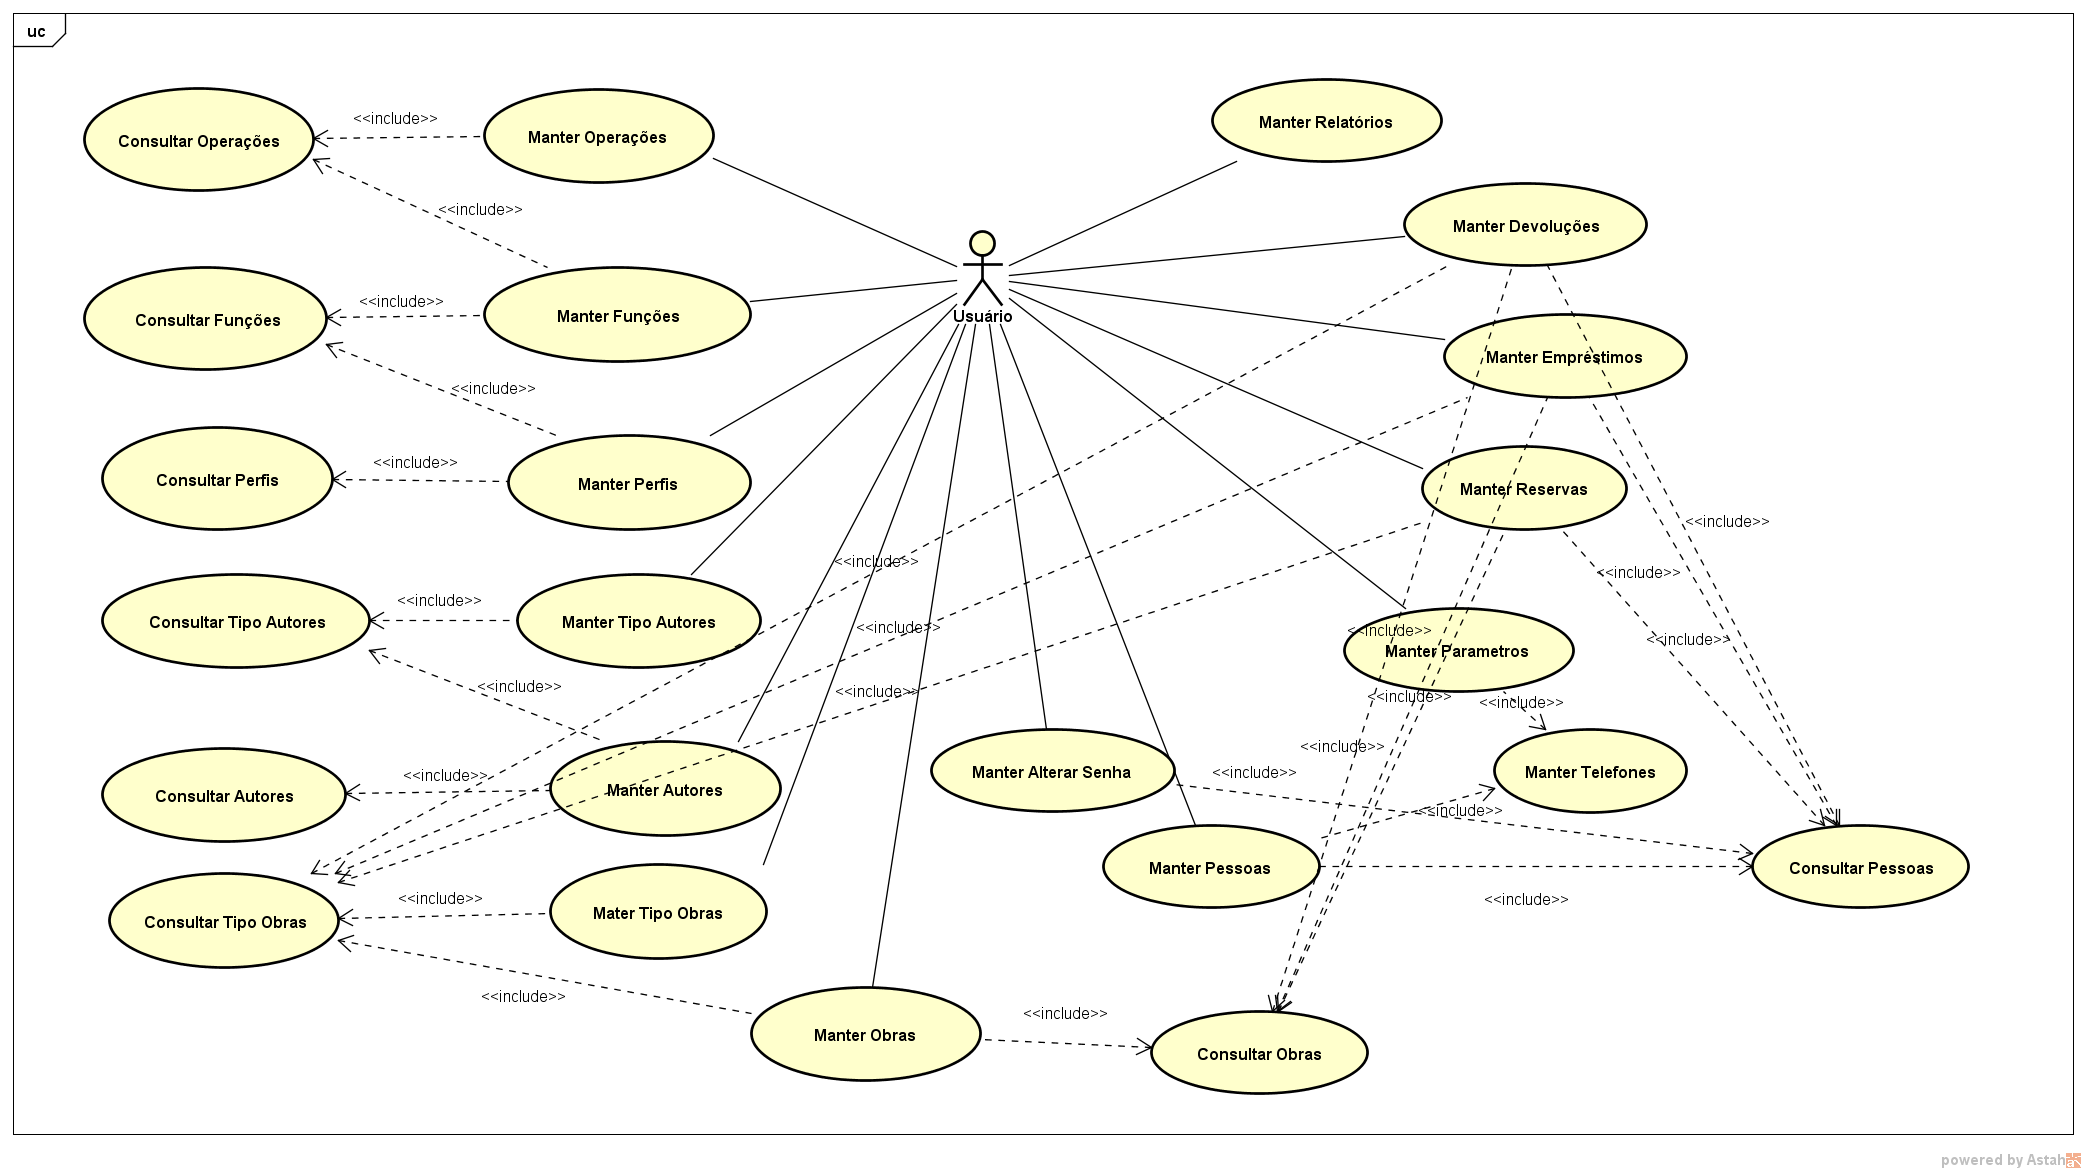 uc
Manter Relatórios
<<include>>
Consultar Operações
Manter Operações
<<include>>
Manter Devoluções
Usuário
<<include>>
Consultar Funções
Manter Funções
Manter Empréstimos
<<include>>
<<include>>
Consultar Perfis
Manter Perfis
Manter Reservas
<<include>>
<<include>>
<<include>>
<<include>>
Consultar Tipo Autores
Manter Tipo Autores
<<include>>
<<include>>
<<include>>
Manter Parametros
<<include>>
<<include>>
<<include>>
<<include>>
<<include>>
<<include>>
<<include>>
<<include>>
Manter Alterar Senha
Manter Telefones
Consultar Autores
Manter Autores
<<include>>
Manter Pessoas
Consultar Pessoas
<<include>>
<<include>>
Consultar Tipo Obras
Mater Tipo Obras
<<include>>
<<include>>
Manter Obras
Consultar Obras
powered by Astah